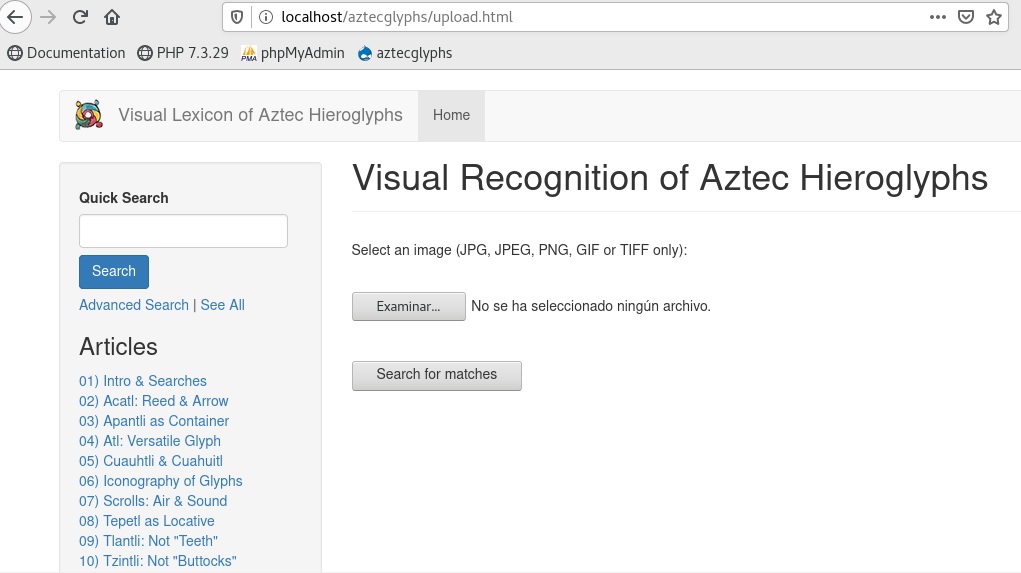 localhost/aztecglyphs/upload.html
Documentation PHP 7.3.29 PMA phpMyAdmin aztecglyphs
Visual Lexicon of Aztec Hieroglyphs Home
Quick Search
Search
Advanced Search | See All
Articles
01) Intro & Searches
02) Acatl: Reed & Arrow
03) Apantli as Container
04) Atl: Versatile Glyph
05) Cuauhtli & Cuahuitl
06) Iconography of Glyphs
07) Scrolls: Air & Sound
08) Tepetl as Locative
09) Tlantli: Not "Teeth"
10) Tzintli: Not "Buttocks"
Visual Recognition of Aztec Hieroglyphs
Select an image (JPG, JPEG, PNG, GIF or TIFF only):
Examinar... No se ha seleccionado ningún archivo.
Search for matches